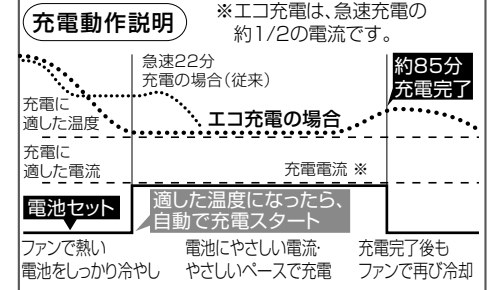 充電動作説明
※エコ充電は、急速充電の
約1/2の電流です。
急速22分
充電の場合(従来)
約85分
充電完了
充電に
適した温度
エコ充電の場合
充電に
適した電流
充電電流 ※
電池セット
適した温度になったら、
自動で充電スタート
ファンで熱い
電池をしっかり冷やし
電池にやさしい電流・
やさしいペースで充電
充電完了後も
ファンで再び冷却